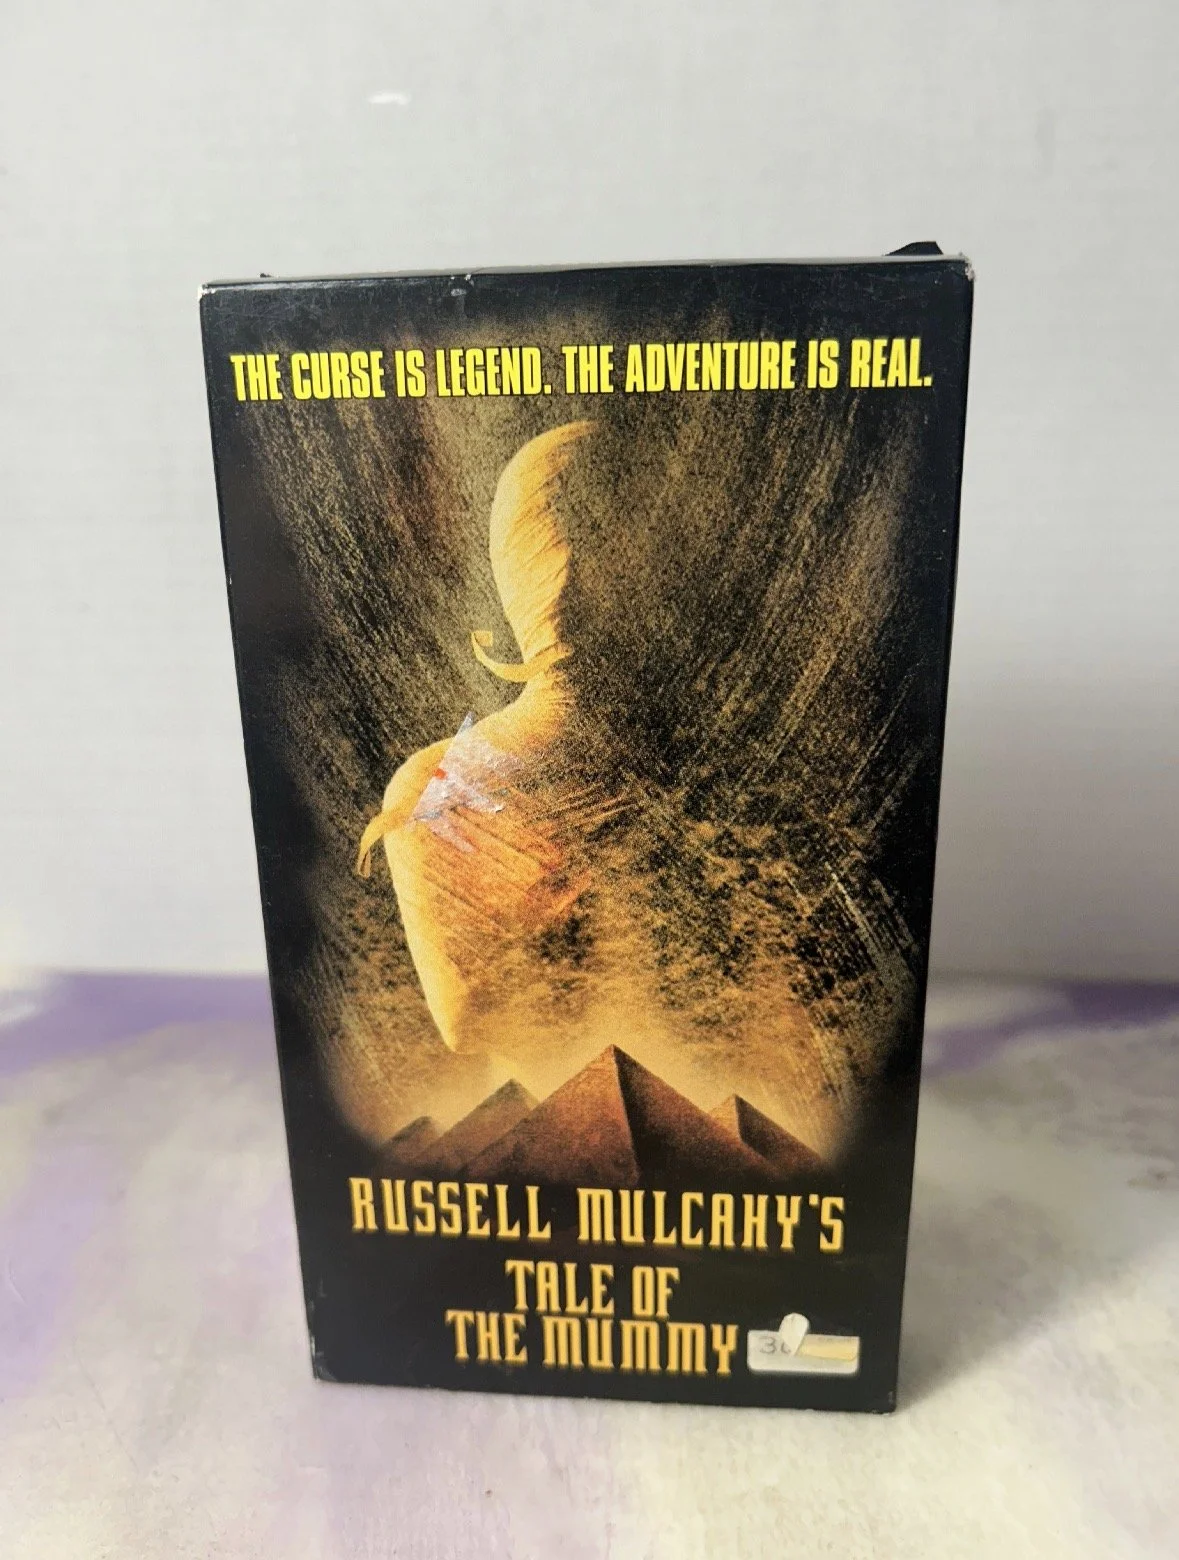 THE CURSE IS LEGEND. THE ADVENTURE IS REAL.
RUSSELL MULCAHY'S
TALE OF
THE MUMMY